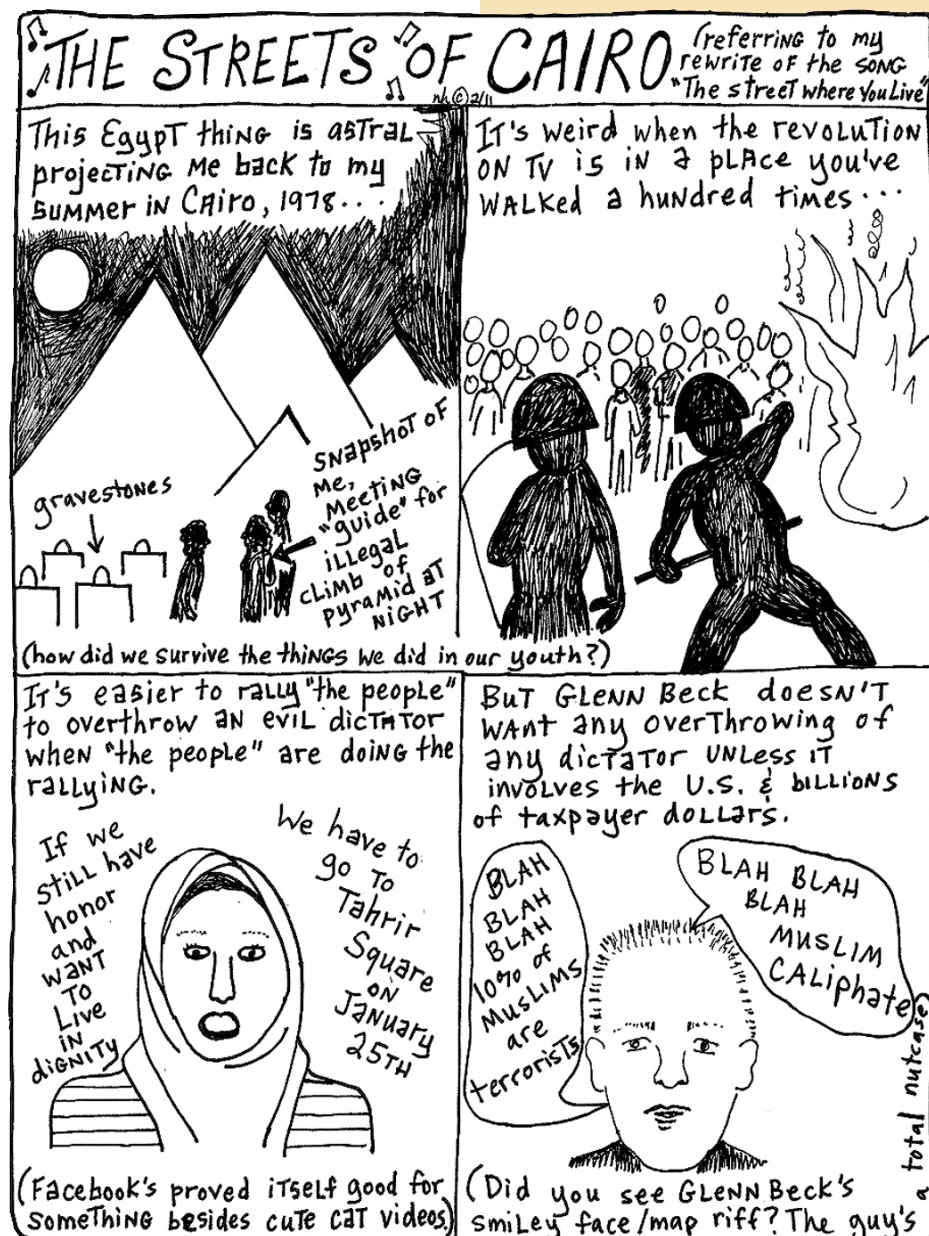 THE STREETS OF CAIRO
(referring to my
rewrite of the song
"The street where you Live"
nh © 2/11
This Egypt thing is astral
projecting me back to my
summer in Cairo, 1978....
gravestones
snapshot of
me,
meeting
"guide" for
illegal
climb of
pyramid at
night
It's weird when the revolution
on TV is in a place you've
walked a hundred times...
(how did we survive the things we did in our youth?)
It's easier to rally "the people"
to overthrow an evil dictator
when "the people" are doing the
rallying.
If we
still have
honor
and
want
to
Live
in
dignity
We have to
go to
Tahrir
Square
on
January
25th
(Facebook's proved itself good for
something besides cute cat videos.)
But Glenn Beck doesn't
want any overthrowing of
any dictator unless it
involves the U.S. & billions
of taxpayer dollars.
BLAH
BLAH
BLAH
10% of
Muslims
are
terrorists
BLAH BLAH
BLAH
MUSLIM
CALiphate
(Did you see Glenn Beck's
smiley face/map riff? The guy's
a total nutcase)